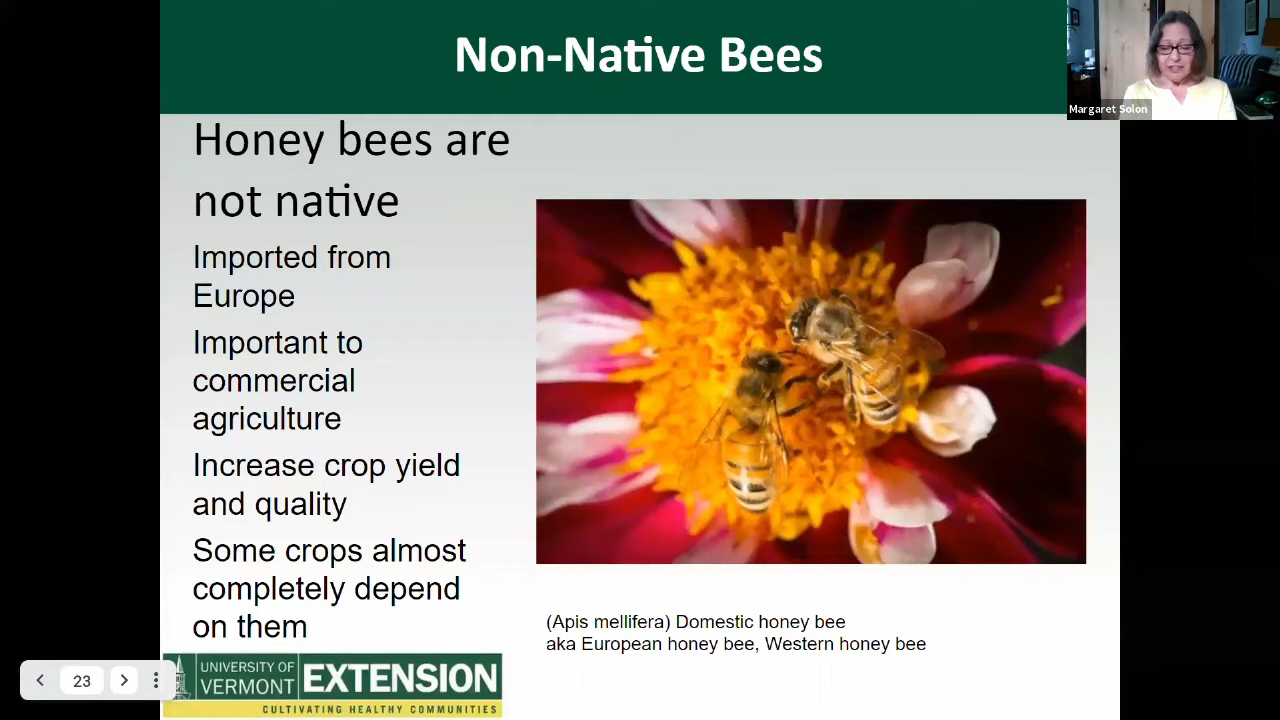 Non-Native Bees
Margaret Solon
Honey bees are
not native
Imported from
Europe
Important to
commercial
agriculture
Increase crop yield
and quality
Some crops almost
completely depend
on them
(Apis mellifera) Domestic honey bee
aka European honey bee, Western honey bee
23
UNIVERSITY OF
VERMONT
EXTENSION
CULTIVATING HEALTHY COMMUNITIES